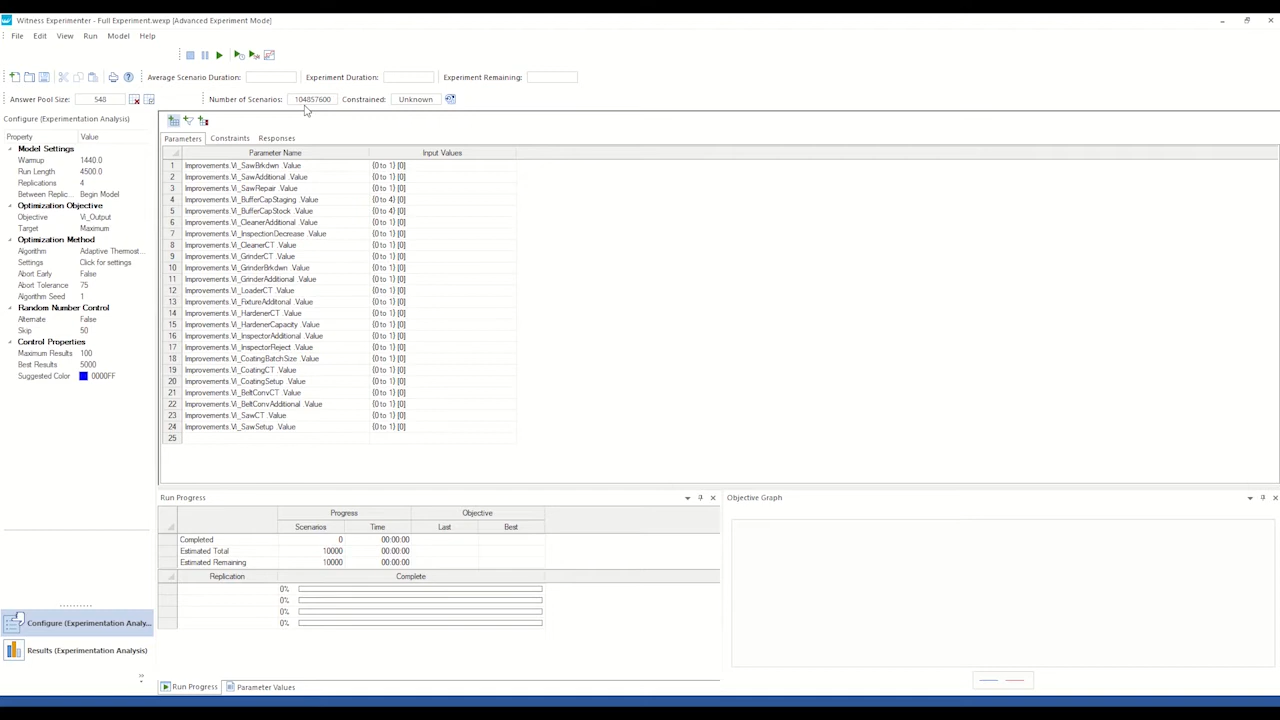 Witness Experimenter - Full Experiment.wexp [Advanced Experiment Mode]
File Edit View Run Model Help
Average Scenario Duration: Experiment Duration: Experiment Remaining:
Answer Pool Size: 548 Number of Scenarios: 104857600 Constrained: Unknown
Configure (Experimentation Analysis)
Property Value
Model Settings
Warmup 1440.0
Run Length 4500.0
Replications 4
Between Replic... Begin Model
Optimization Objective
Objective Vi_Output
Target Maximum
Optimization Method
Algorithm Adaptive Thermost...
Settings Click for settings
Abort Early False
Abort Tolerance 75
Algorithm Seed 1
Random Number Control
Alternate False
Skip 50
Control Properties
Maximum Results 100
Best Results 5000
Suggested Color 0000FF
Configure (Experimentation Analy...
Results (Experimentation Analysis)
Parameters Constraints Responses
Parameter Name Input Values
1 Improvements.Vi_SawBrkdwn .Value {0 to 1} [0]
2 Improvements.Vi_SawAdditional .Value {0 to 1} [0]
3 Improvements.Vi_SawRepair .Value {0 to 1} [0]
4 Improvements.Vi_BufferCapStaging .Value {0 to 4} [0]
5 Improvements.Vi_BufferCapStock .Value {0 to 4} [0]
6 Improvements.Vi_CleanerAdditional .Value {0 to 1} [0]
7 Improvements.Vi_InspectionDecrease .Value {0 to 1} [0]
8 Improvements.Vi_CleanerCT .Value {0 to 1} [0]
9 Improvements.Vi_GrinderCT .Value {0 to 1} [0]
10 Improvements.Vi_GrinderBrkdwn .Value {0 to 1} [0]
11 Improvements.Vi_GrinderAdditional .Value {0 to 1} [0]
12 Improvements.Vi_LoaderCT .Value {0 to 1} [0]
13 Improvements.Vi_FixtureAdditonal .Value {0 to 1} [0]
14 Improvements.Vi_HardenerCT .Value {0 to 1} [0]
15 Improvements.Vi_HardenerCapacity .Value {0 to 1} [0]
16 Improvements.Vi_InspectorAdditional .Value {0 to 1} [0]
17 Improvements.Vi_InspectorReject .Value {0 to 1} [0]
18 Improvements.Vi_CoatingBatchSize .Value {0 to 1} [0]
19 Improvements.Vi_CoatingCT .Value {0 to 1} [0]
20 Improvements.Vi_CoatingSetup .Value {0 to 1} [0]
21 Improvements.Vi_BeltConvCT .Value {0 to 1} [0]
22 Improvements.Vi_BeltConvAdditional .Value {0 to 1} [0]
23 Improvements.Vi_SawCT .Value {0 to 1} [0]
24 Improvements.Vi_SawSetup .Value {0 to 1} [0]
25
Run Progress
Progress Objective
Scenarios Time Last Best
Completed 0 00:00:00
Estimated Total 10000 00:00:00
Estimated Remaining 10000 00:00:00
Replication Complete
0%
0%
0%
0%
Run Progress Parameter Values
Objective Graph